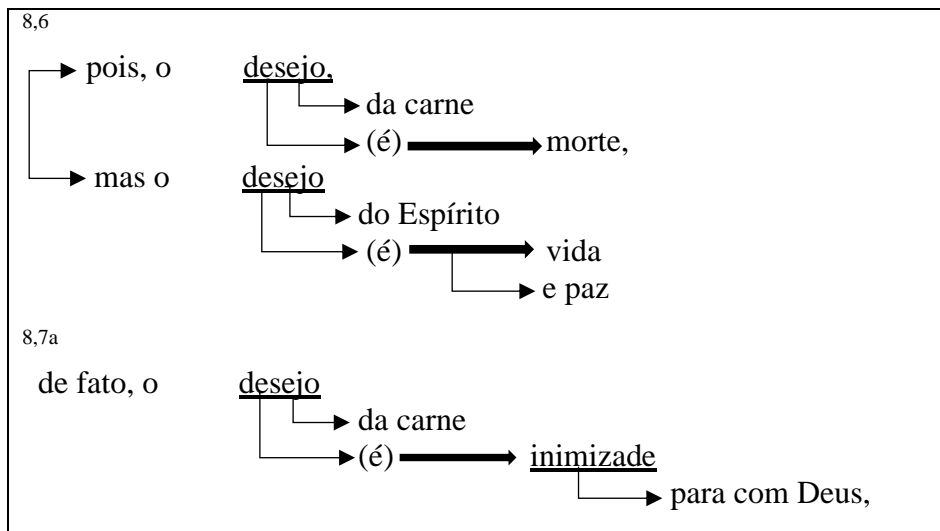 8,6
pois, o desejo,
da carne
(é) morte,
mas o desejo
do Espírito
(é) vida
e paz
8,7a
de fato, o desejo
da carne
(é) inimizade
para com Deus,